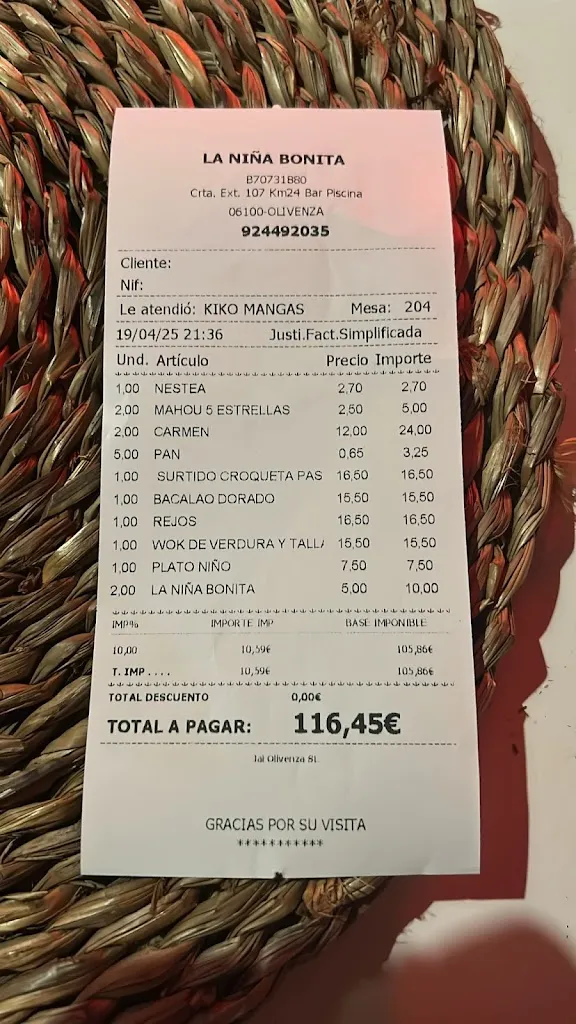 LA NIÑA BONITA
B70731B80
Crta. Ext. 107 Km24 Bar Piscina
06100-OLIVENZA
924492035
Cliente:
Nif:
Le atendió: KIKO MANGAS Mesa: 204
19/04/25 21:36 Justi.Fact.Simplificada
Und. Artículo Precio Importe
1,00 NESTEA 2,70 2,70
2,00 MAHOU 5 ESTRELLAS 2,50 5,00
2,00 CARMEN 12,00 24,00
5,00 PAN 0,65 3,25
1,00 SURTIDO CROQUETA PAS 16,50 16,50
1,00 BACALAO DORADO 15,50 15,50
1,00 REJOS 16,50 16,50
1,00 WOK DE VERDURA Y TALLA 15,50 15,50
1,00 PLATO NIÑO 7,50 7,50
2,00 LA NIÑA BONITA 5,00 10,00
IMP% IMPORTE IMP BASE IMPONIBLE
10,00 10,59€ 105,86€
T. IMP .... 10,59€ 105,86€
TOTAL DESCUENTO 0,00€
TOTAL A PAGAR: 116,45€
Olivenza SL
GRACIAS POR SU VISITA
***********